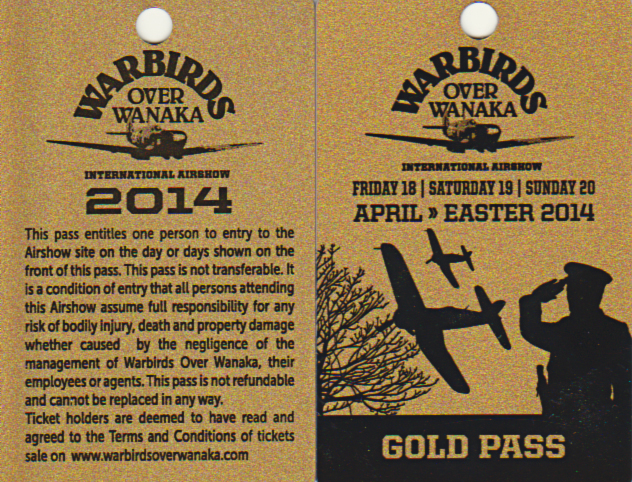 WARBIRDS
OVER
WANAKA
INTERNATIONAL AIRSHOW
2014
This pass entitles one person to entry to the
Airshow site on the day or days shown on the
front of this pass. This pass is not transferable. It
is a condition of entry that all persons attending
this Airshow assume full responsibility for any
risk of bodily injury, death and property damage
whether caused by the negligence of the
management of Warbirds Over Wanaka, their
employees or agents. This pass is not refundable
and cannot be replaced in any way.
Ticket holders are deemed to have read and
agreed to the Terms and Conditions of tickets
sale on www.warbirdsoverwanaka.com
WARBIRDS
OVER
WANAKA
INTERNATIONAL AIRSHOW
FRIDAY 18 | SATURDAY 19 | SUNDAY 20
APRIL » EASTER 2014
GOLD PASS